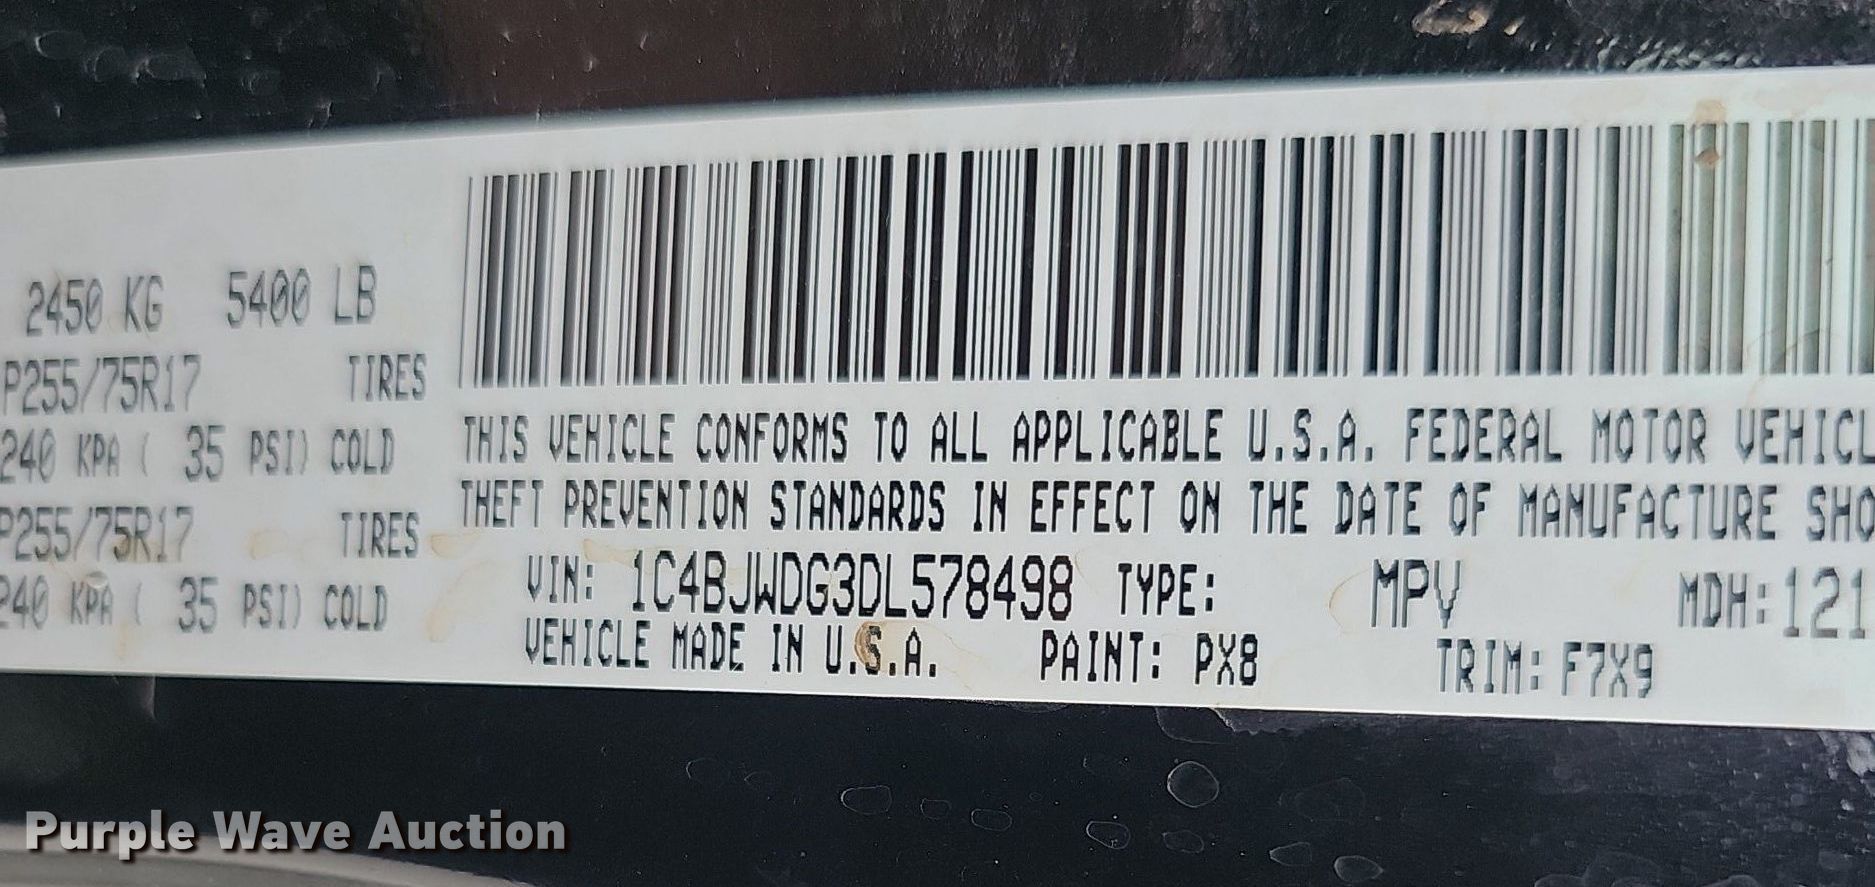 2450 KG 5400 LB
P255/75R17 TIRES
240 KPA ( 35 PSI) COLD
P255/75R17 TIRES
240 KPA ( 35 PSI) COLD
THIS VEHICLE CONFORMS TO ALL APPLICABLE U.S.A. FEDERAL MOTOR VEHICL
THEFT PREVENTION STANDARDS IN EFFECT ON THE DATE OF MANUFACTURE SHO
VIN: 1C4BJWDG3DL578498 TYPE: MPV MDH:121
VEHICLE MADE IN U.S.A. PAINT: PX8 TRIM: F7X9
Purple Wave Auction